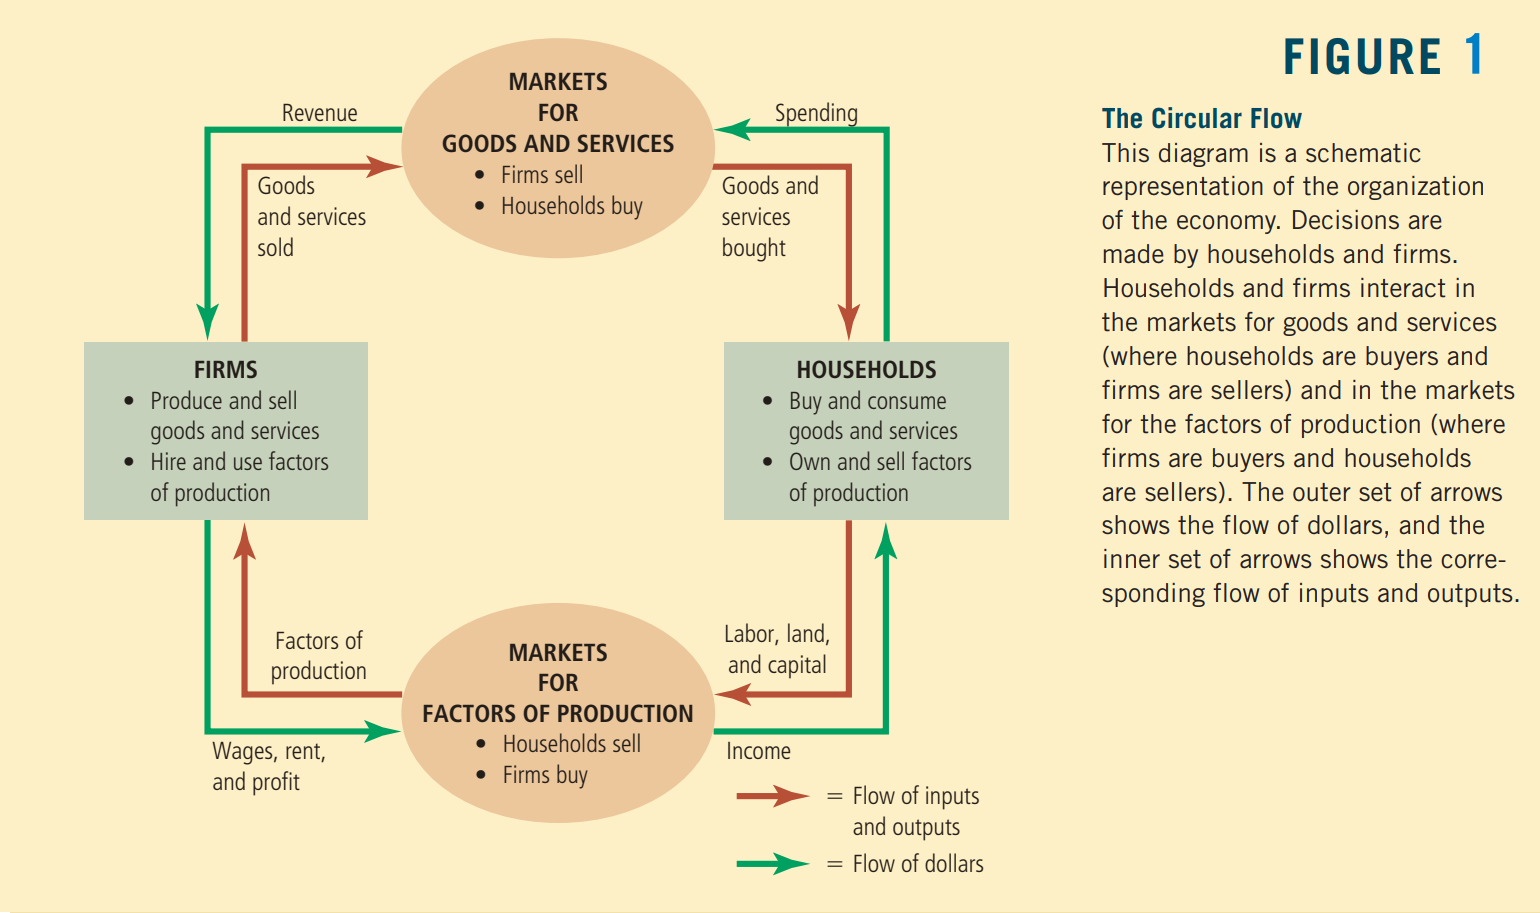 FIGURE 1
The Circular Flow
This diagram is a schematic
representation of the organization
of the economy. Decisions are
made by households and firms.
Households and firms interact in
the markets for goods and services
(where households are buyers and
firms are sellers) and in the markets
for the factors of production (where
firms are buyers and households
are sellers). The outer set of arrows
shows the flow of dollars, and the
inner set of arrows shows the corre-
sponding flow of inputs and outputs.
MARKETS
FOR
GOODS AND SERVICES
• Firms sell
• Households buy
Revenue
Spending
Goods
and services
sold
Goods and
services
bought
FIRMS
• Produce and sell
goods and services
• Hire and use factors
of production
HOUSEHOLDS
• Buy and consume
goods and services
• Own and sell factors
of production
Factors of
production
Labor, land,
and capital
MARKETS
FOR
FACTORS OF PRODUCTION
• Households sell
• Firms buy
Wages, rent,
and profit
Income
= Flow of inputs
and outputs
= Flow of dollars